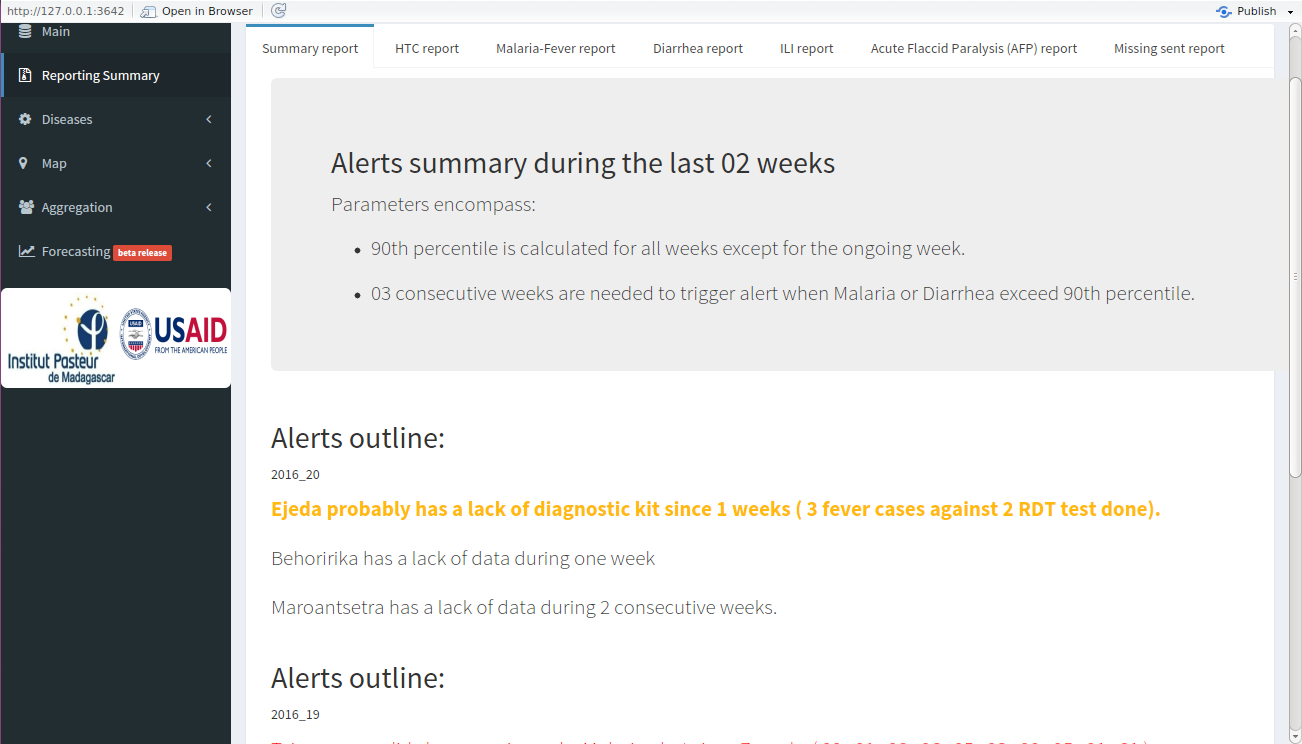 http://127.0.0.1:3642 Open in Browser Publish
Main
Reporting Summary
Diseases
Map
Aggregation
Forecasting beta release
USAID
FROM THE AMERICAN PEOPLE
Institut Pasteur
de Madagascar
Summary report HTC report Malaria-Fever report Diarrhea report ILI report Acute Flaccid Paralysis (AFP) report Missing sent report
Alerts summary during the last 02 weeks
Parameters encompass:
• 90th percentile is calculated for all weeks except for the ongoing week.
• 03 consecutive weeks are needed to trigger alert when Malaria or Diarrhea exceed 90th percentile.
Alerts outline:
2016_20
Ejeda probably has a lack of diagnostic kit since 1 weeks ( 3 fever cases against 2 RDT test done).
Behoririka has a lack of data during one week
Maroantsetra has a lack of data during 2 consecutive weeks.
Alerts outline:
2016_19